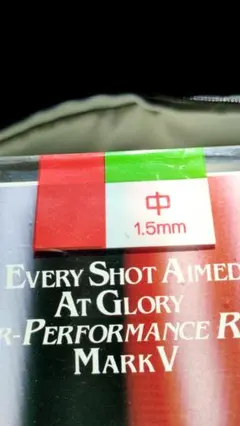 中
1.5mm
EVERY SHOT AIMED
AT GLORY
R-PERFORMANCE R
MARK V